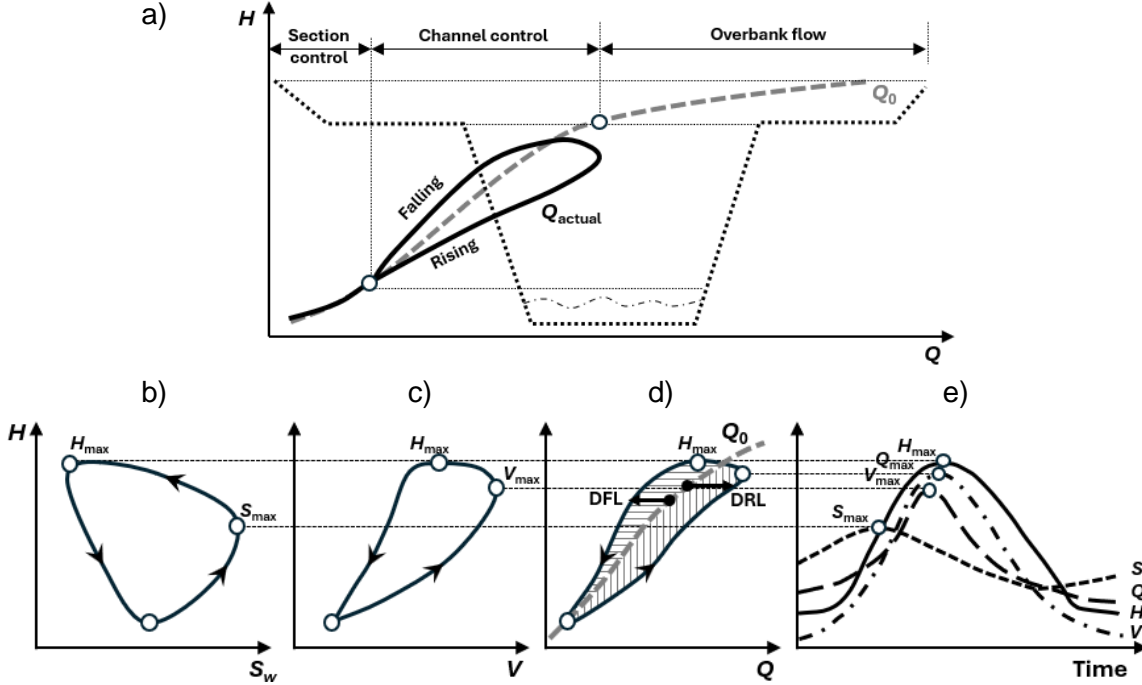 a)
H
Section
control
Channel control
Overbank flow
Q0
Falling
Qactual
Rising
Q
b)
c)
d)
e)
H
Hmax
Smax
Sw
Hmax
Vmax
V
Q0
Hmax
DFL
DRL
Q
Hmax
Qmax
Vmax
Smax
S
Q
H
V
Time